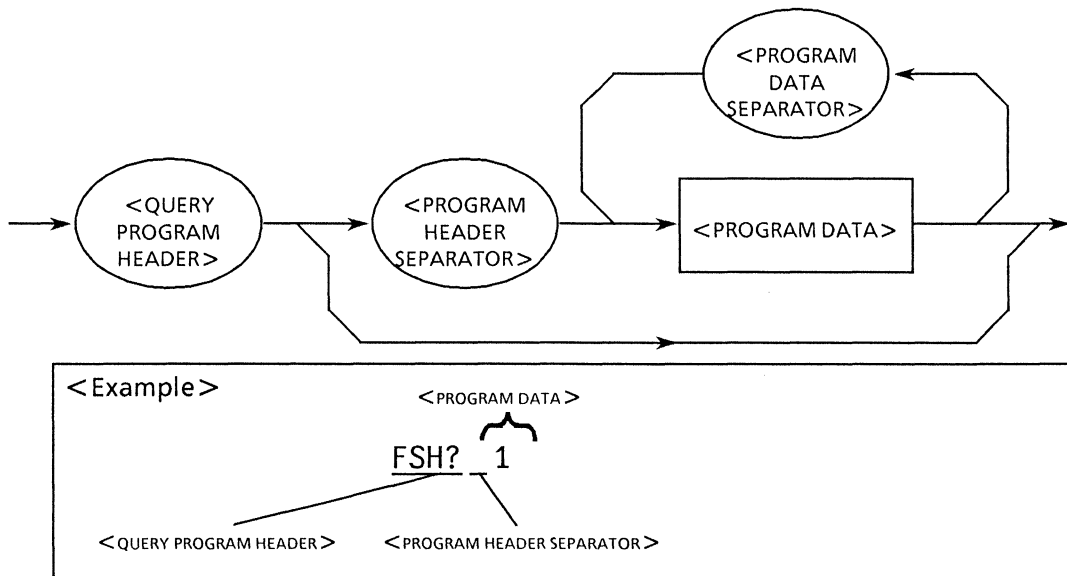 <PROGRAM
DATA
SEPARATOR>
<QUERY
PROGRAM
HEADER>
<PROGRAM
HEADER
SEPARATOR>
<PROGRAM DATA>
<Example>
<PROGRAM DATA>
FSH? 1
<QUERY PROGRAM HEADER> <PROGRAM HEADER SEPARATOR>